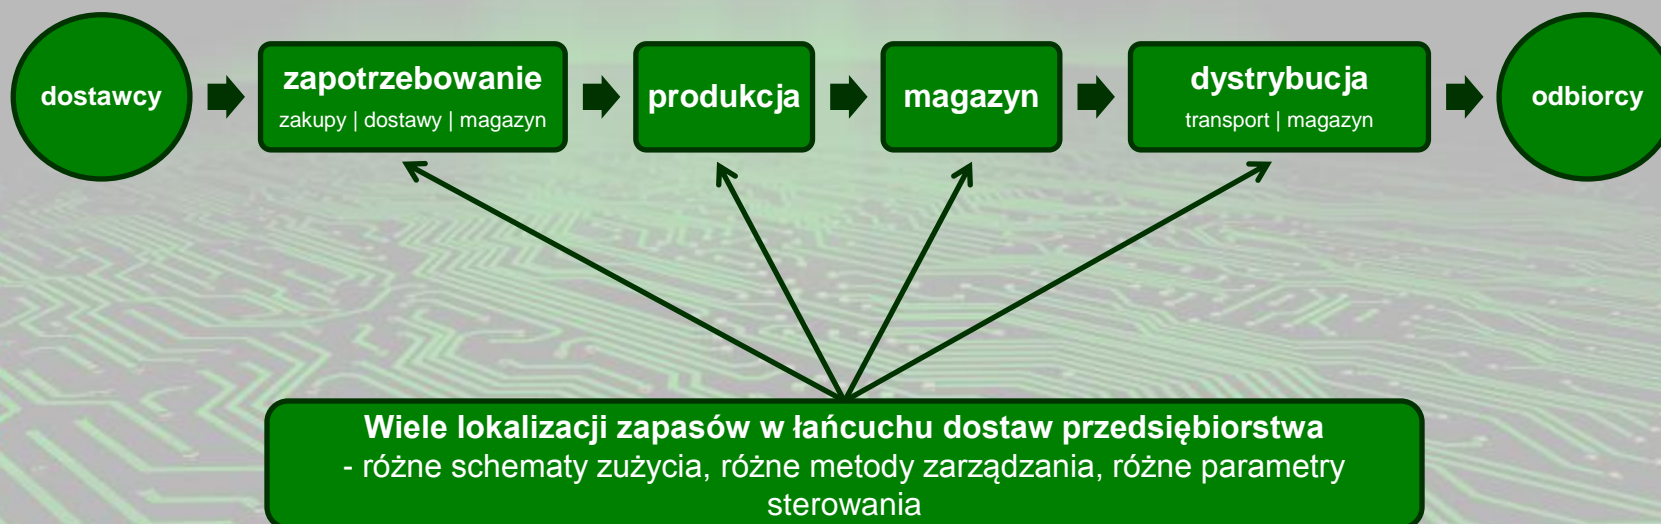 dostawcy
zapotrzebowanie
zakupy | dostawy | magazyn
produkcja
magazyn
dystrybucja
transport | magazyn
odbiorcy
Wiele lokalizacji zapasów w łańcuchu dostaw przedsiębiorstwa
- różne schematy zużycia, różne metody zarządzania, różne parametry
sterowania